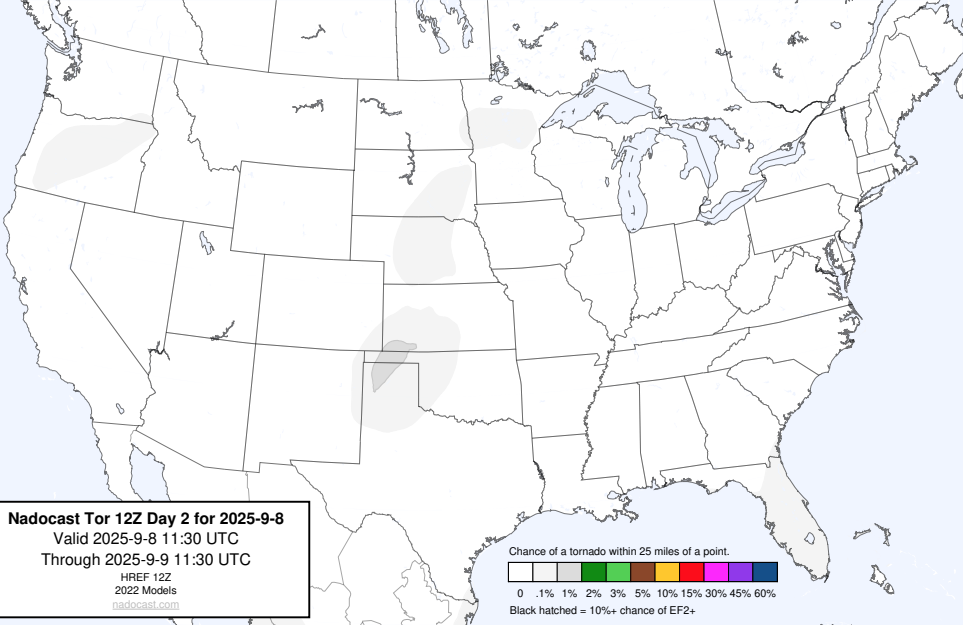 Nadocast Tor 12Z Day 2 for 2025-9-8
Valid 2025-9-8 11:30 UTC
Through 2025-9-9 11:30 UTC
HREF 12Z
2022 Models
nadocast.com
Chance of a tornado within 25 miles of a point.
0 .1% 1% 2% 3% 5% 10% 15% 30% 45% 60%
Black hatched = 10%+ chance of EF2+